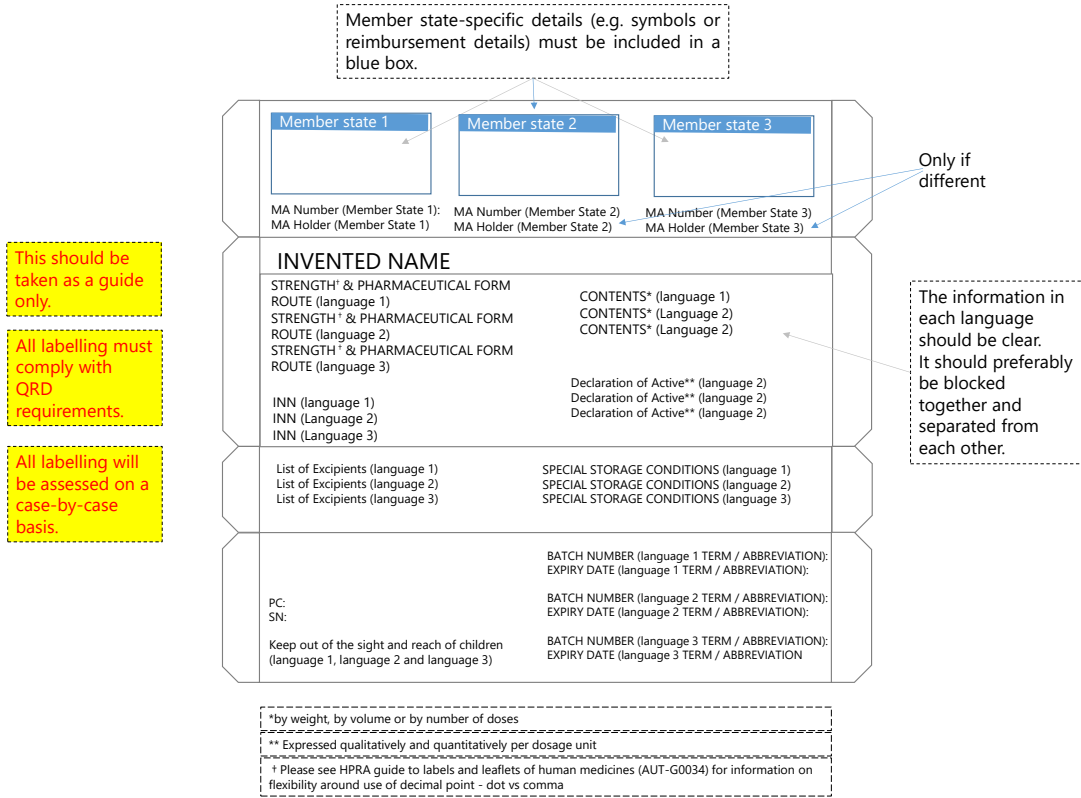 Member state-specific details (e.g. symbols or
reimbursement details) must be included in a
blue box.
Member state 1
Member state 2
Member state 3
Only if
different
MA Number (Member State 1):
MA Holder (Member State 1)
MA Number (Member State 2)
MA Holder (Member State 2)
MA Number (Member State 3)
MA Holder (Member State 3)
This should be
taken as a guide
only.
All labelling must
comply with
QRD
requirements.
All labelling will
be assessed on a
case-by-case
basis.
INVENTED NAME
STRENGTH† & PHARMACEUTICAL FORM
ROUTE (language 1)
STRENGTH† & PHARMACEUTICAL FORM
ROUTE (language 2)
STRENGTH† & PHARMACEUTICAL FORM
ROUTE (language 3)
INN (language 1)
INN (Language 2)
INN (Language 3)
CONTENTS* (language 1)
CONTENTS* (Language 2)
CONTENTS* (Language 2)
Declaration of Active** (language 2)
Declaration of Active** (language 2)
Declaration of Active** (language 2)
The information in
each language
should be clear.
It should preferably
be blocked
together and
separated from
each other.
List of Excipients (language 1)
List of Excipients (language 2)
List of Excipients (language 3)
SPECIAL STORAGE CONDITIONS (language 1)
SPECIAL STORAGE CONDITIONS (language 2)
SPECIAL STORAGE CONDITIONS (language 3)
PC:
SN:
Keep out of the sight and reach of children
(language 1, language 2 and language 3)
BATCH NUMBER (language 1 TERM / ABBREVIATION):
EXPIRY DATE (language 1 TERM / ABBREVIATION):
BATCH NUMBER (language 2 TERM / ABBREVIATION):
EXPIRY DATE (language 2 TERM / ABBREVIATION):
BATCH NUMBER (language 3 TERM / ABBREVIATION):
EXPIRY DATE (language 3 TERM / ABBREVIATION
*by weight, by volume or by number of doses
** Expressed qualitatively and quantitatively per dosage unit
† Please see HPRA guide to labels and leaflets of human medicines (AUT-G0034) for information on
flexibility around use of decimal point - dot vs comma